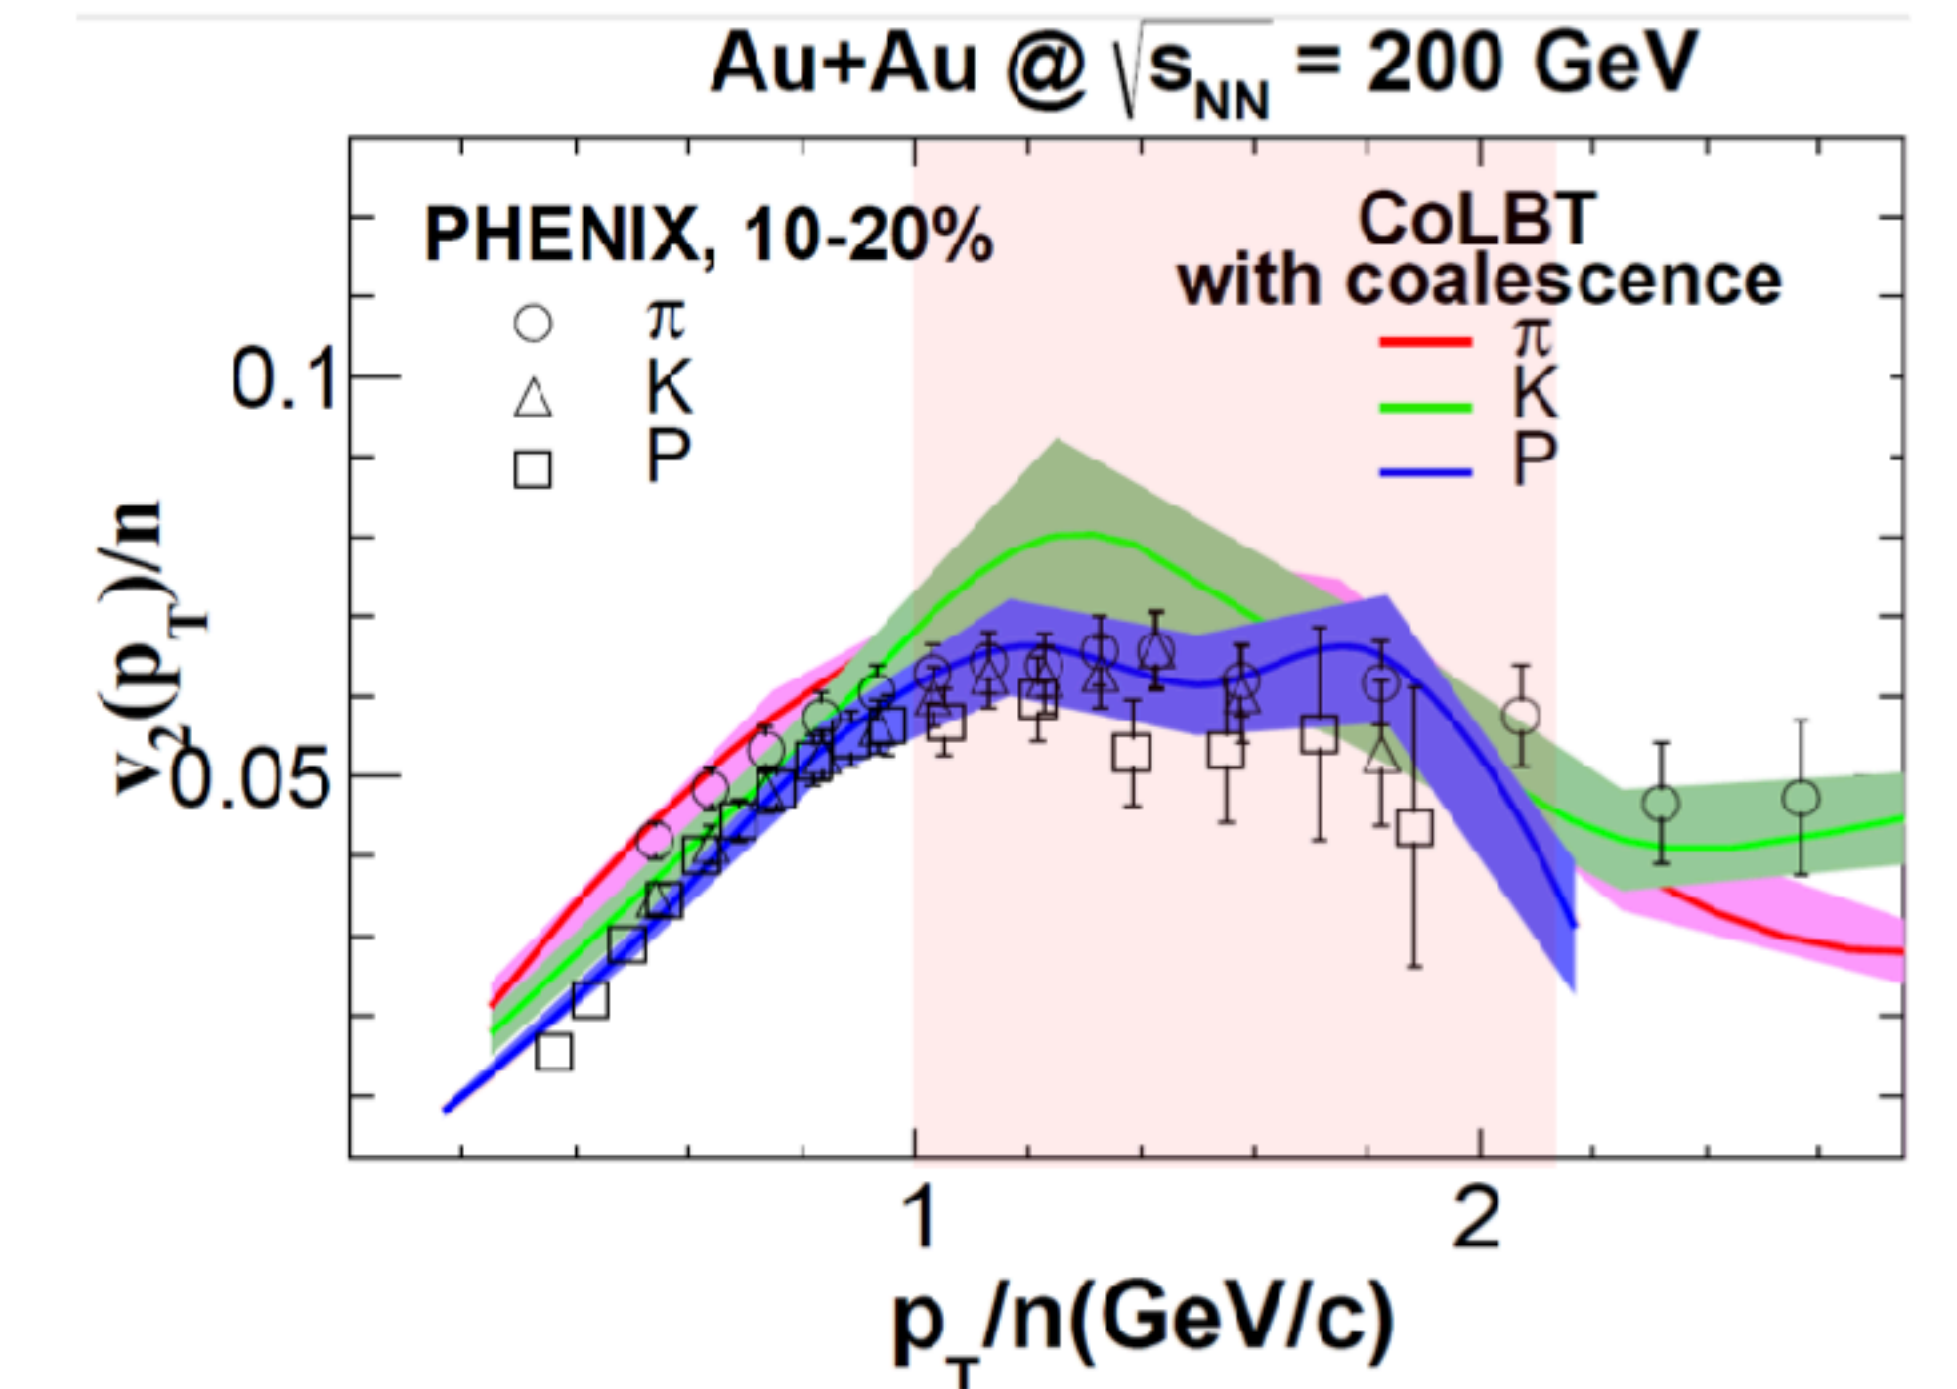 Au+Au @ √sNN = 200 GeV
PHENIX, 10-20%
π
K
P
CoLBT
with coalescence
π
K
P
0.1
0.05
v2(pT)/n
1
2
pT/n(GeV/c)